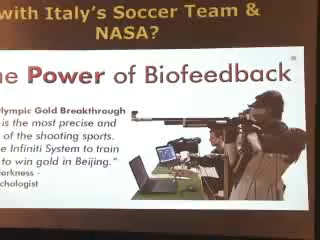 with Italy's Soccer Team &
NASA?
he Power of Biofeedback®
lympic Gold Breakthrough
is the most precise and
of the shooting sports.
e Infiniti System to train
to win gold in Beijing."
arkness -
chologist